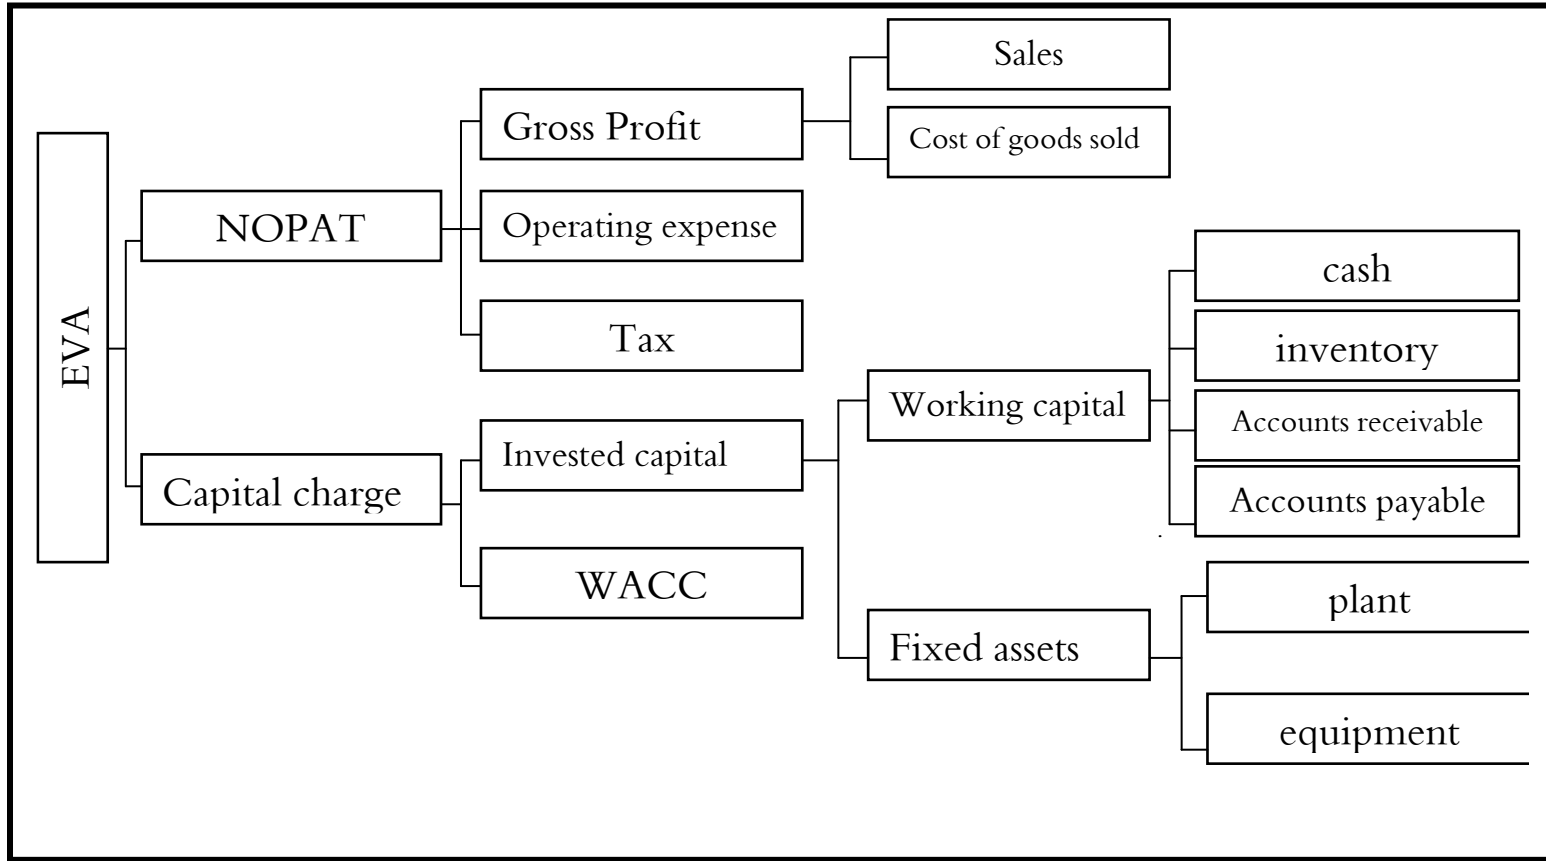 Sales
Gross Profit
Cost of goods sold
EVA
NOPAT
Operating expense
Tax
cash
inventory
Working capital
Accounts receivable
Invested capital
Capital charge
Accounts payable
WACC
plant
Fixed assets
equipment